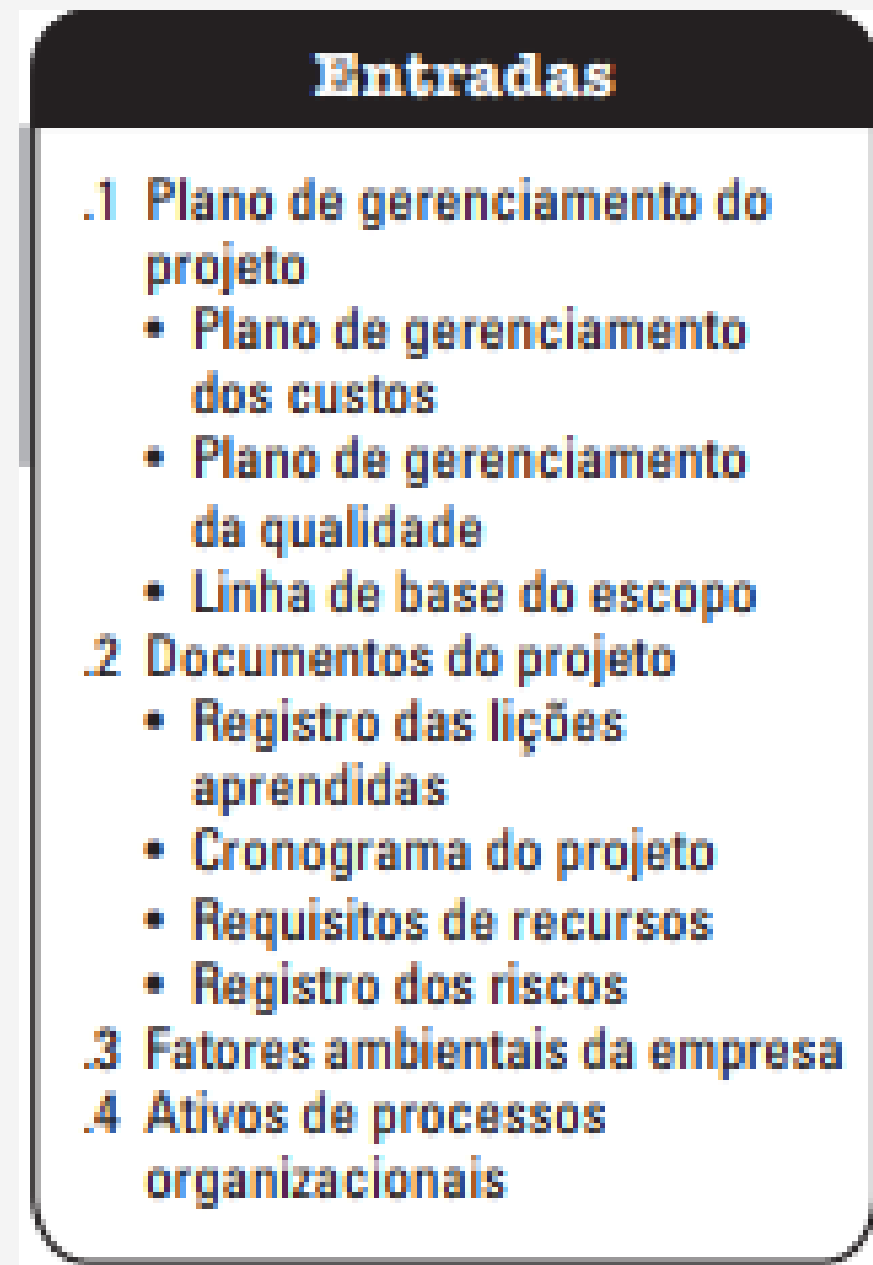 Entradas
.1 Plano de gerenciamento do
projeto
• Plano de gerenciamento
dos custos
• Plano de gerenciamento
da qualidade
• Linha de base do escopo
.2 Documentos do projeto
• Registro das lições
aprendidas
• Cronograma do projeto
• Requisitos de recursos
• Registro dos riscos
.3 Fatores ambientais da empresa
.4 Ativos de processos
organizacionais